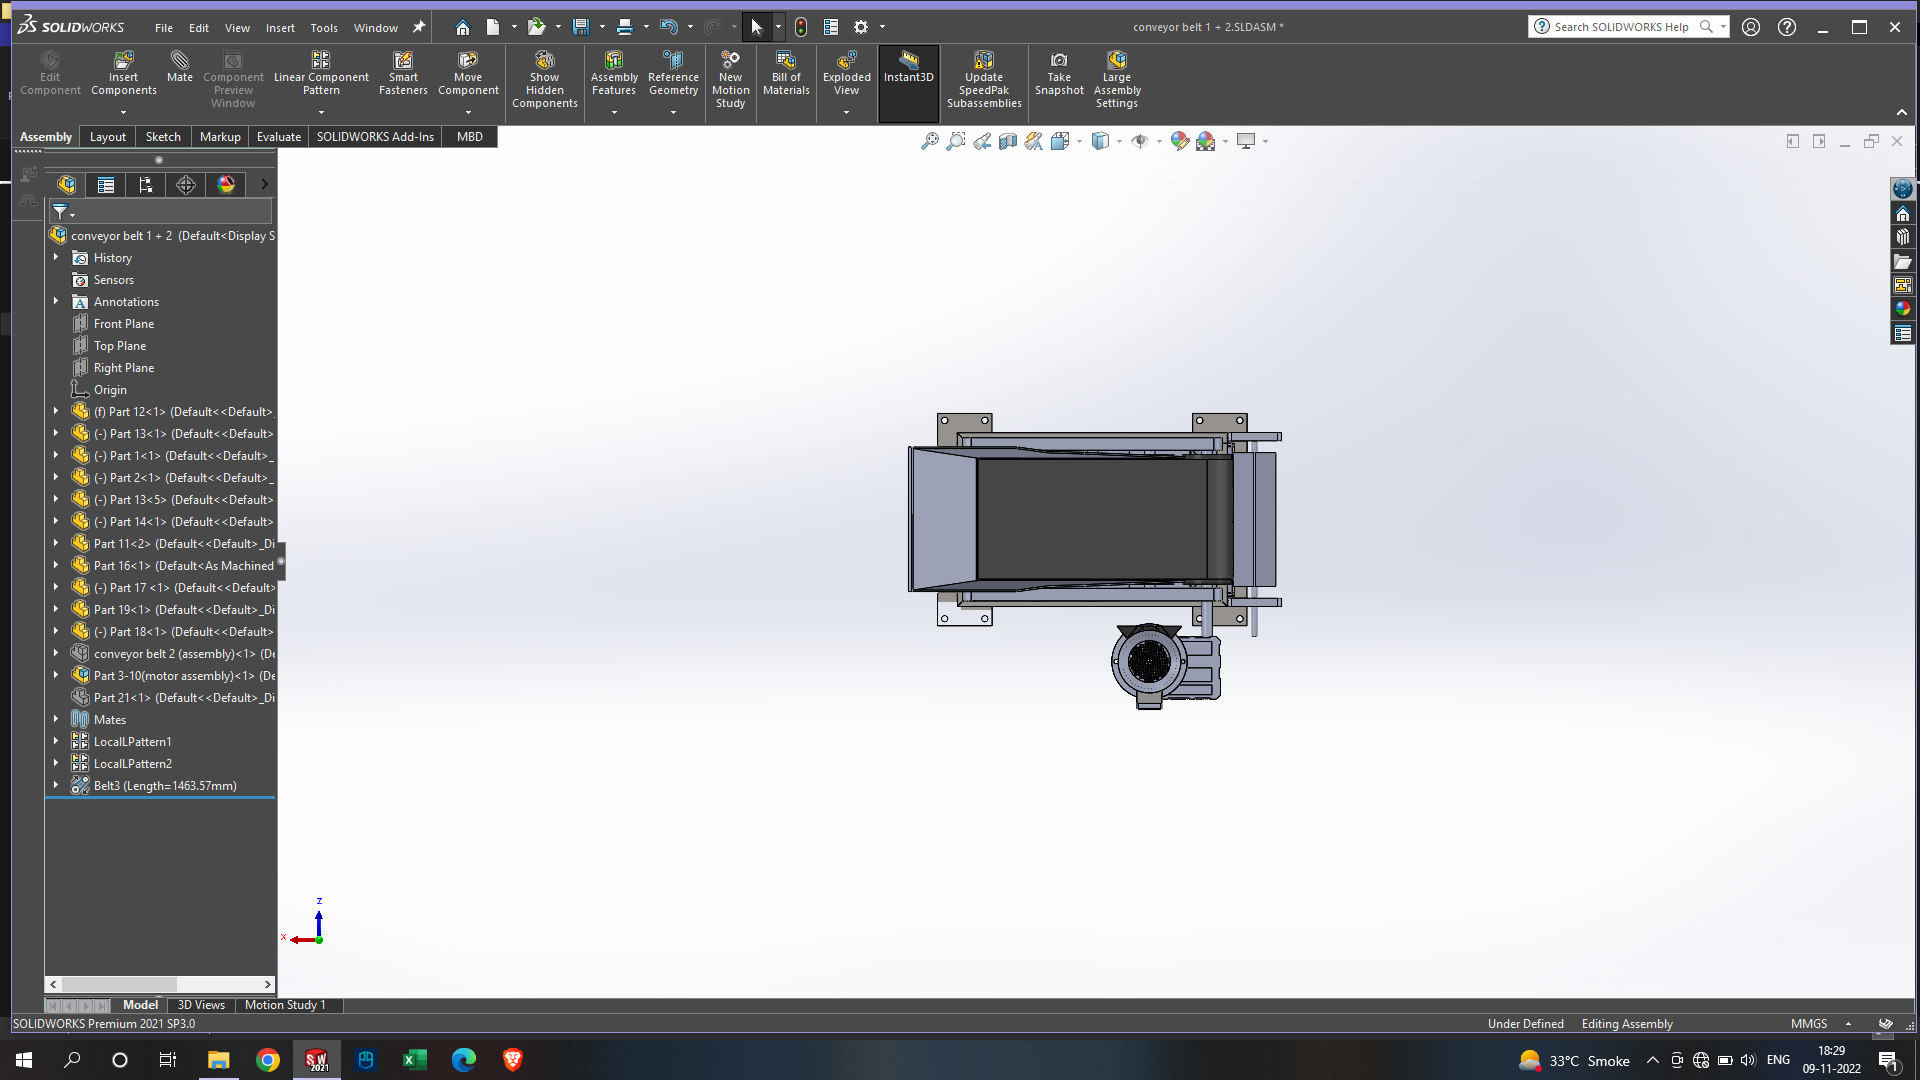 SOLIDWORKS File Edit View Insert Tools Window conveyor belt 1 + 2.SLDASM * Search SOLIDWORKS Help
Edit Component
Insert Components
Mate
Component Preview Window
Linear Component Pattern
Smart Fasteners
Move Component
Show Hidden Components
Assembly Features
Reference Geometry
New Motion Study
Bill of Materials
Exploded View
Instant3D
Update SpeedPak Subassemblies
Take Snapshot
Large Assembly Settings
Assembly Layout Sketch Markup Evaluate SOLIDWORKS Add-Ins MBD
conveyor belt 1 + 2 (Default<Display S
History
Sensors
Annotations
Front Plane
Top Plane
Right Plane
Origin
(f) Part 12<1> (Default<<Default>
(-) Part 13<1> (Default<<Default>
(-) Part 1<1> (Default<<Default>_
(-) Part 2<1> (Default<<Default>_
(-) Part 13<5> (Default<<Default>
(-) Part 14<1> (Default<<Default>
Part 11<2> (Default<<Default>_Di
Part 16<1> (Default<As Machined
(-) Part 17 <1> (Default<<Default>
Part 19<1> (Default<<Default>_Di
(-) Part 18<1> (Default<<Default>
conveyor belt 2 (assembly)<1> (De
Part 3-10(motor assembly)<1> (De
Part 21<1> (Default<<Default>_Di
Mates
LocalLPattern1
LocalLPattern2
Belt3 (Length=1463.57mm)
z
x
Model 3D Views Motion Study 1
SOLIDWORKS Premium 2021 SP3.0 Under Defined Editing Assembly MMGS
33°C Smoke ENG 18:29
09-11-2022